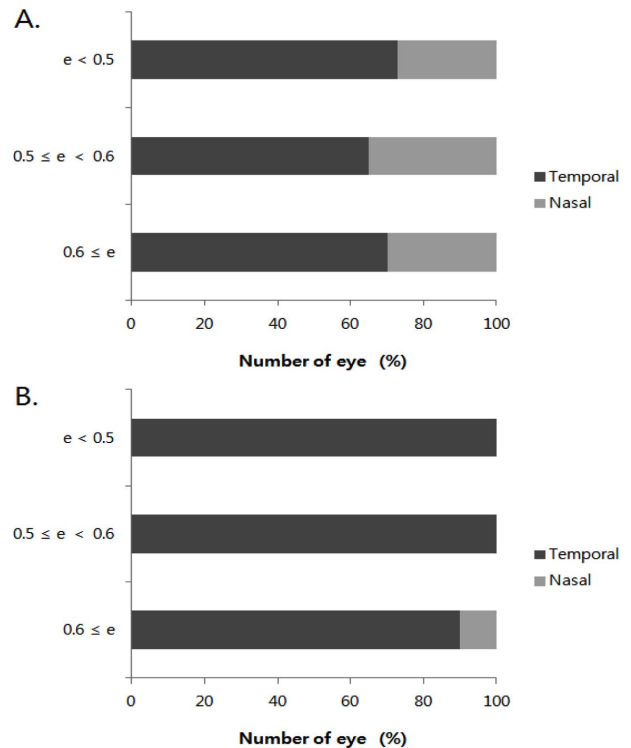 A.
e < 0.5
0.5 ≤ e < 0.6
0.6 ≤ e
0 20 40 60 80 100
Number of eye (%)
Temporal
Nasal
B.
e < 0.5
0.5 ≤ e < 0.6
0.6 ≤ e
0 20 40 60 80 100
Number of eye (%)
Temporal
Nasal